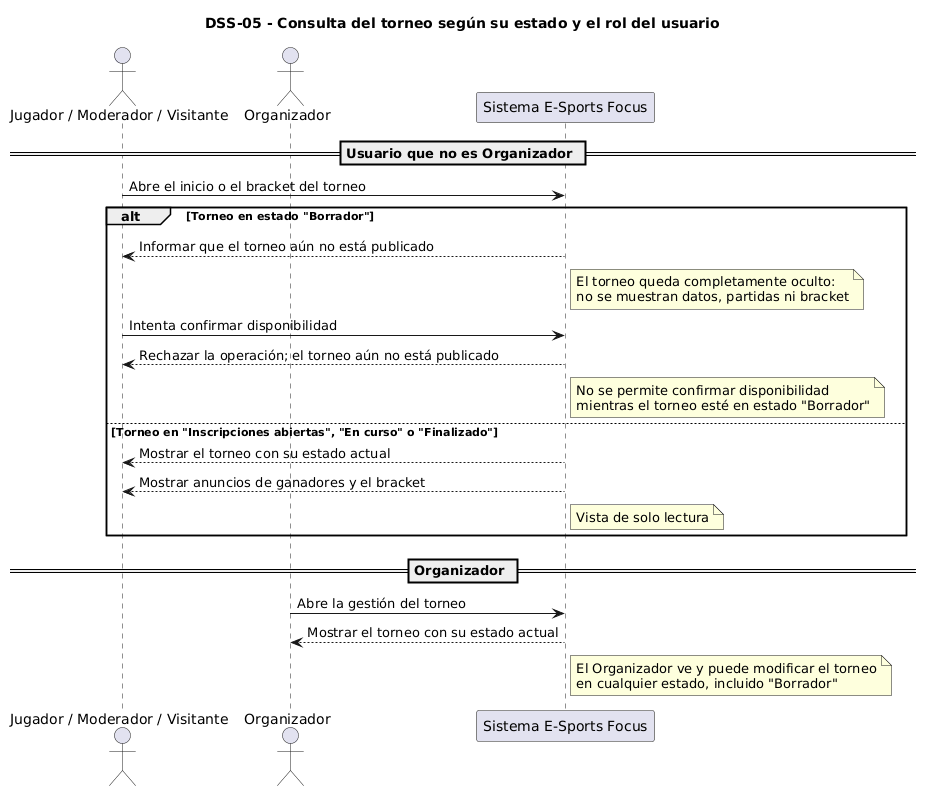 DSS-05 - Consulta del torneo según su estado y el rol del usuario
Jugador / Moderador / Visitante
Organizador
Sistema E-Sports Focus
Usuario que no es Organizador
Abre el inicio o el bracket del torneo
alt
[Torneo en estado "Borrador"]
Informar que el torneo aún no está publicado
El torneo queda completamente oculto:
no se muestran datos, partidas ni bracket
Intenta confirmar disponibilidad
Rechazar la operación; el torneo aún no está publicado
No se permite confirmar disponibilidad
mientras el torneo esté en estado "Borrador"
[Torneo en "Inscripciones abiertas", "En curso" o "Finalizado"]
Mostrar el torneo con su estado actual
Mostrar anuncios de ganadores y el bracket
Vista de solo lectura
Organizador
Abre la gestión del torneo
Mostrar el torneo con su estado actual
El Organizador ve y puede modificar el torneo
en cualquier estado, incluido "Borrador"
Jugador / Moderador / Visitante
Organizador
Sistema E-Sports Focus